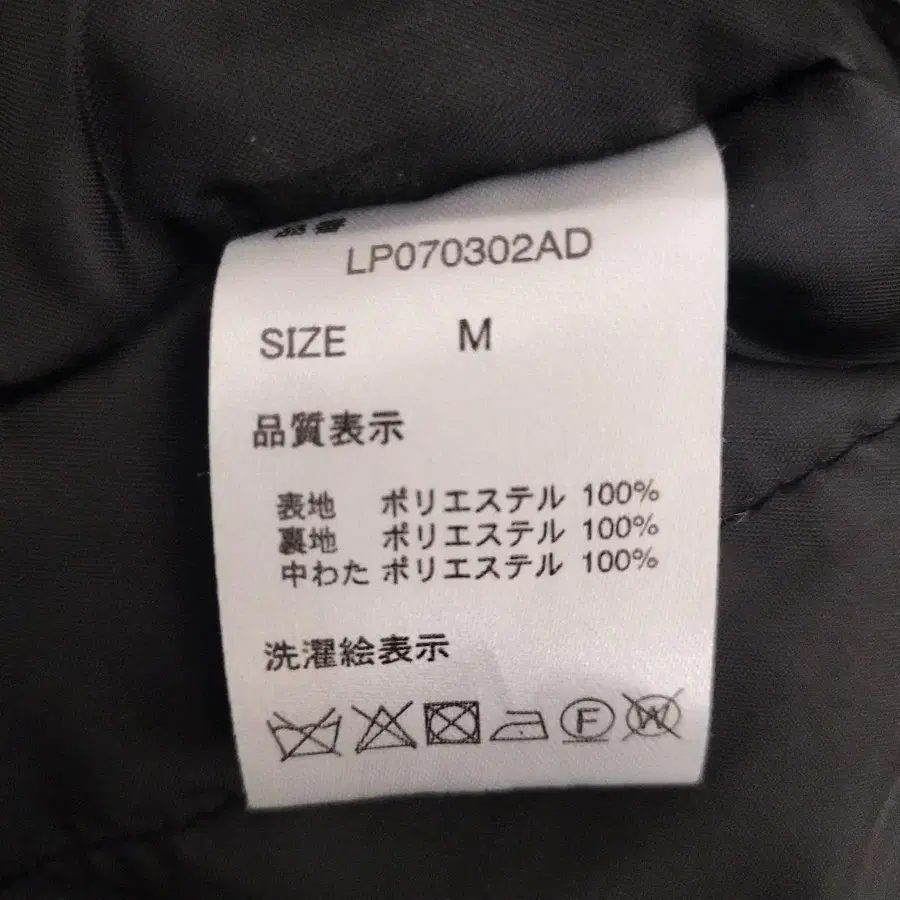 品番
LP070302AD
SIZE M
品質表示
表地 ポリエステル 100%
裏地 ポリエステル 100%
中わた ポリエステル 100%
洗濯絵表示
F W